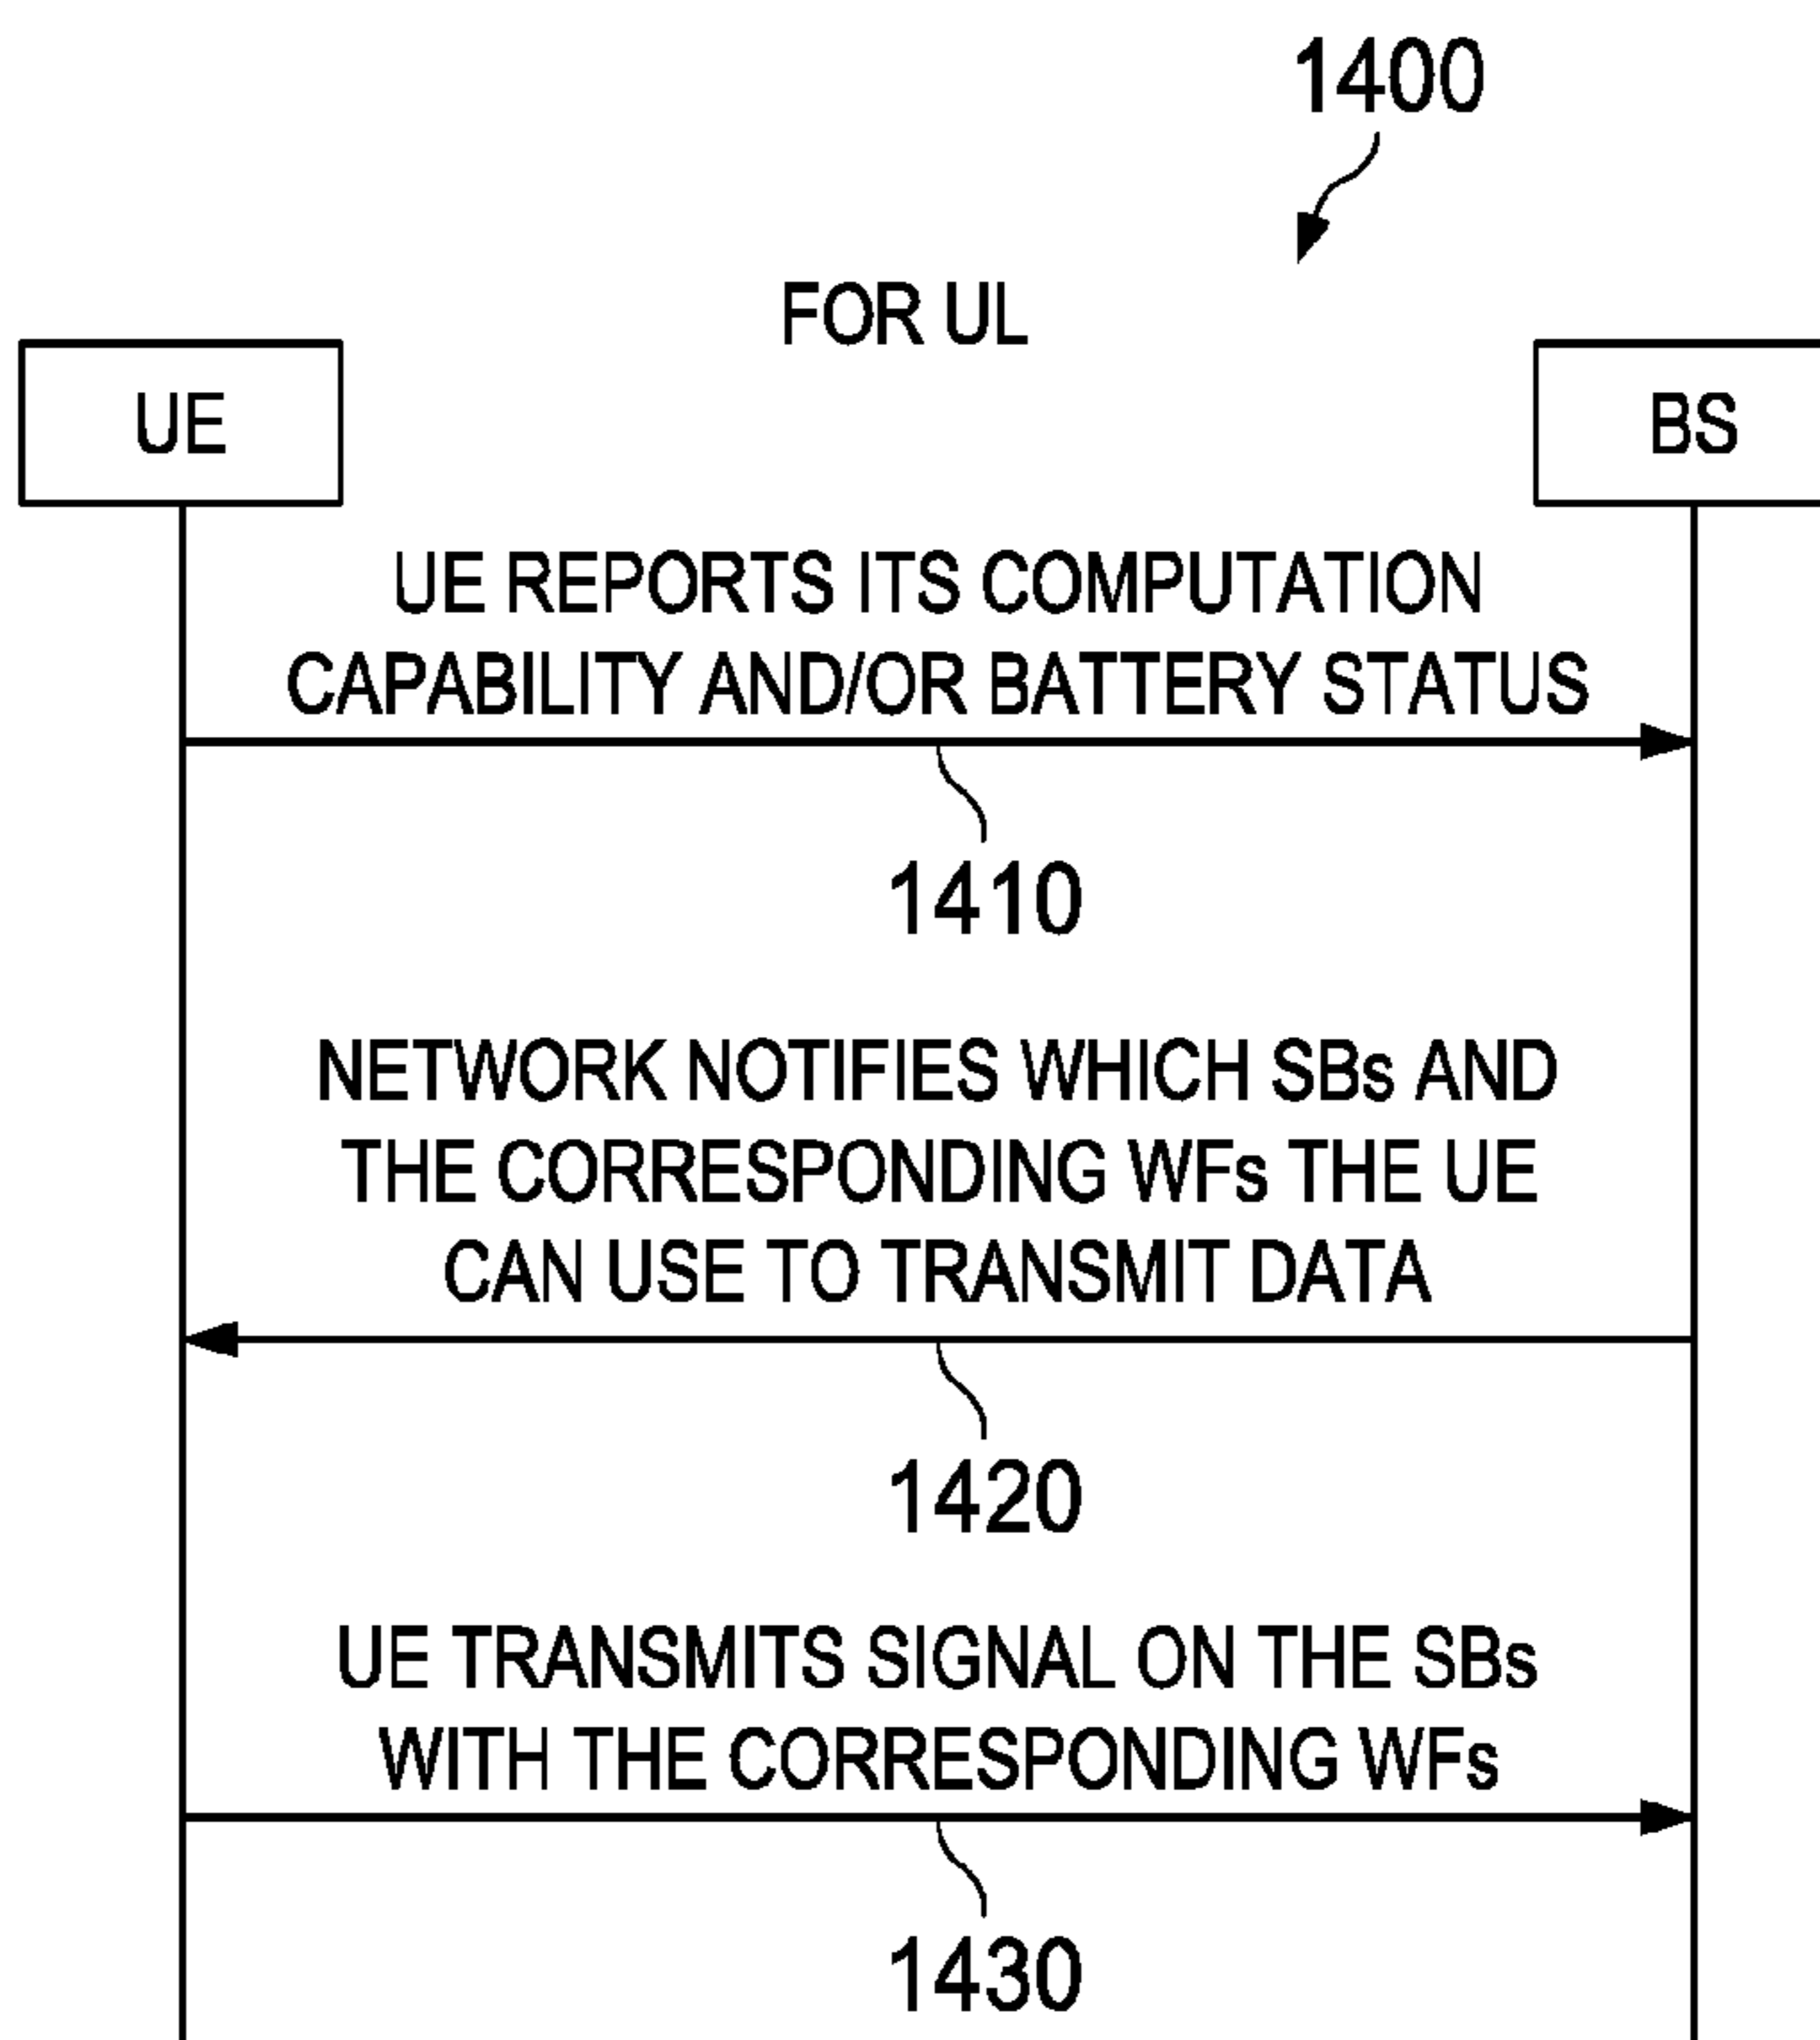 1400
FOR UL
UE
BS
UE REPORTS ITS COMPUTATION
CAPABILITY AND/OR BATTERY STATUS
1410
NETWORK NOTIFIES WHICH SBs AND
THE CORRESPONDING WFs THE UE
CAN USE TO TRANSMIT DATA
1420
UE TRANSMITS SIGNAL ON THE SBs
WITH THE CORRESPONDING WFs
1430